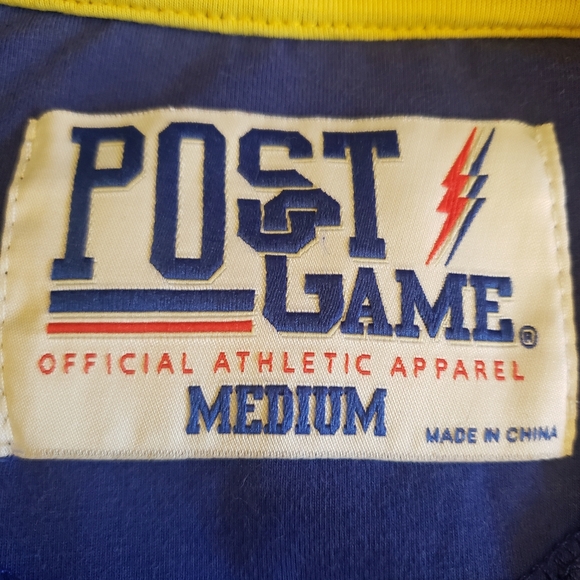 POST
GAME®
OFFICIAL ATHLETIC APPAREL
MEDIUM
MADE IN CHINA